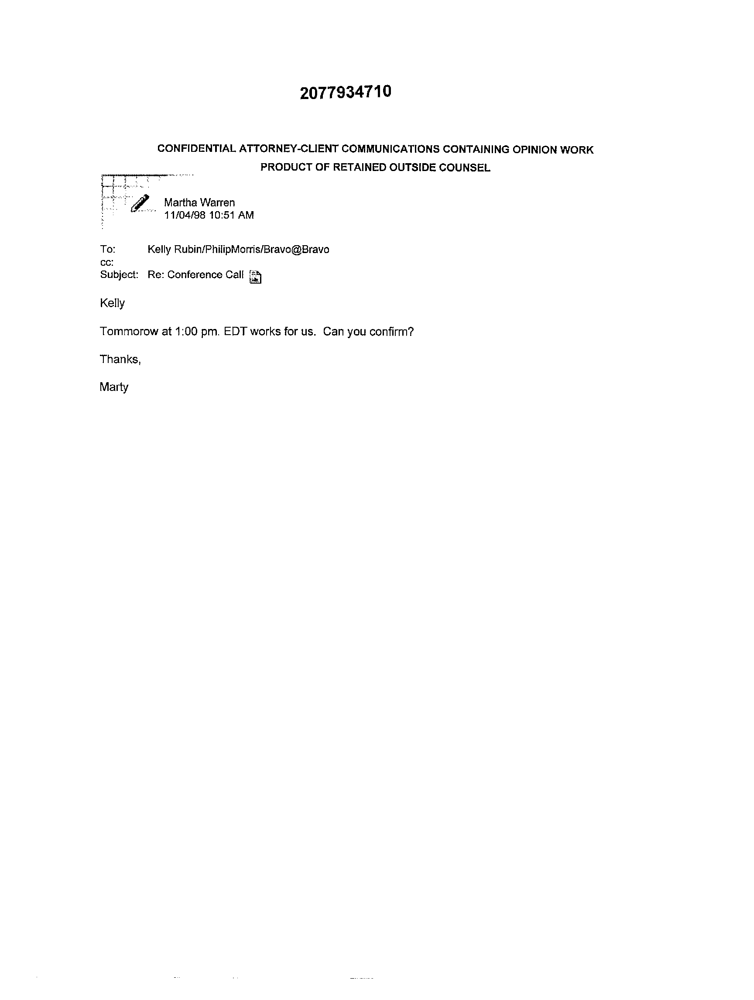 2077934710
CONFIDENTIAL ATTORNEY-CLIENT COMMUNICATIONS CONTAINING OPINION WORK
PRODUCT OF RETAINED OUTSIDE COUNSEL
Martha Warren
11/04/98 10:51 AM
To: Kelly Rubin/PhilipMorris/Bravo@Bravo
cc:
Subject: Re: Conference Call
Kelly
Tommorow at 1:00 pm. EDT works for us. Can you confirm?
Thanks,
Marty